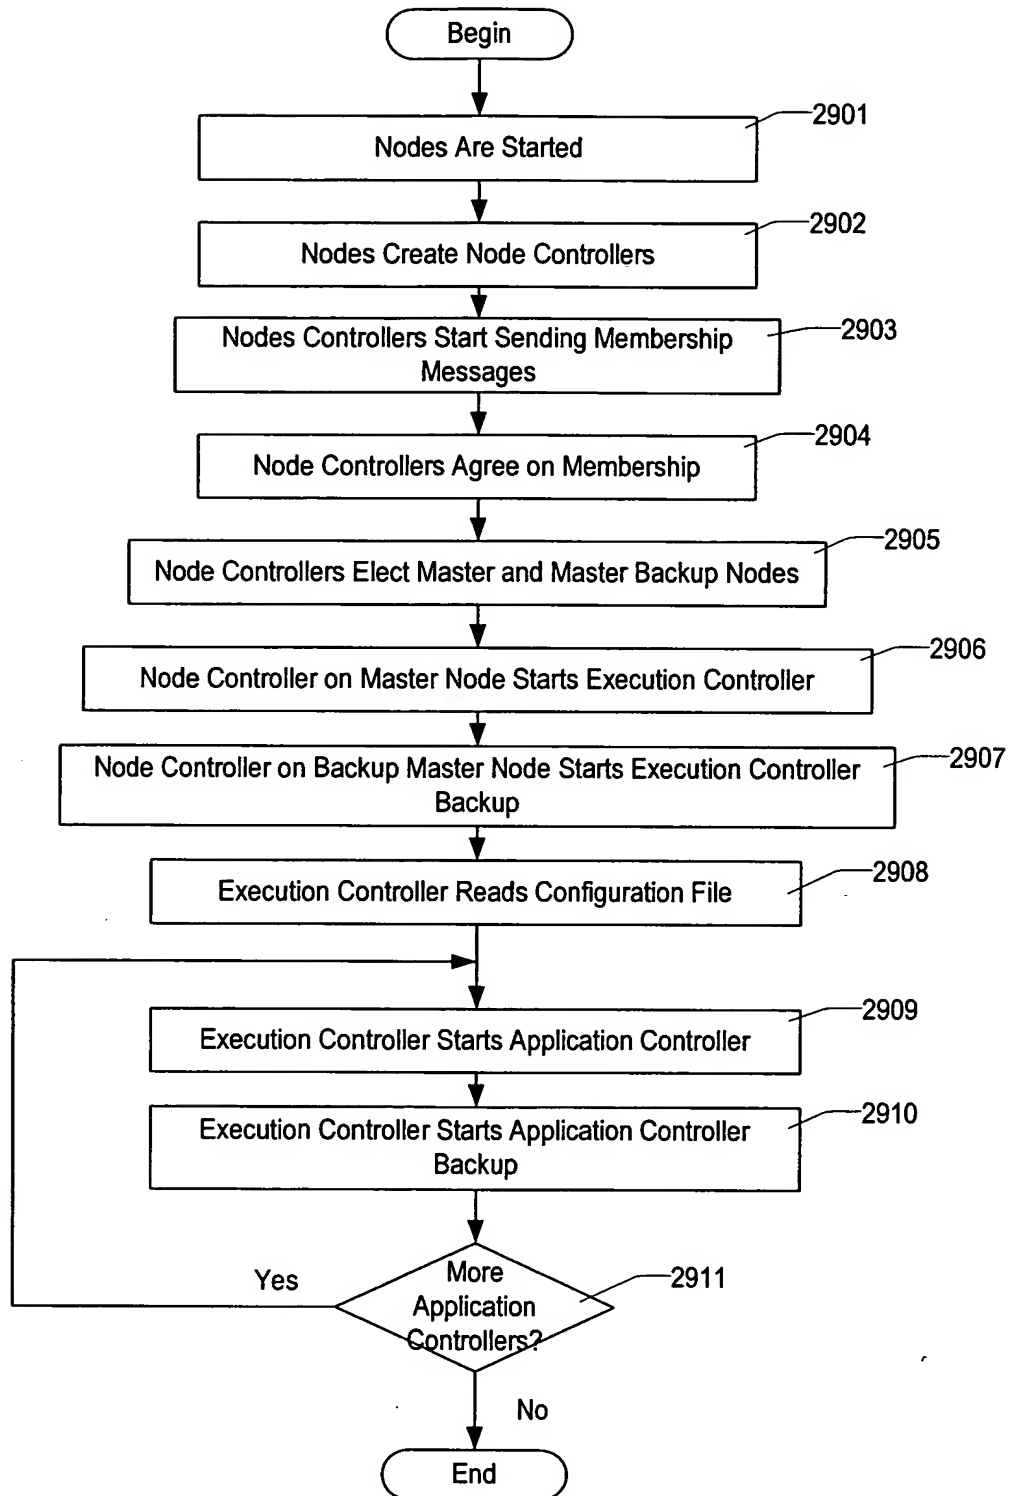 Begin
2901
Nodes Are Started
2902
Nodes Create Node Controllers
2903
Nodes Controllers Start Sending Membership
Messages
2904
Node Controllers Agree on Membership
2905
Node Controllers Elect Master and Master Backup Nodes
2906
Node Controller on Master Node Starts Execution Controller
2907
Node Controller on Backup Master Node Starts Execution Controller
Backup
2908
Execution Controller Reads Configuration File
2909
Execution Controller Starts Application Controller
2910
Execution Controller Starts Application Controller
Backup
2911
More
Application
Controllers?
Yes
No
End